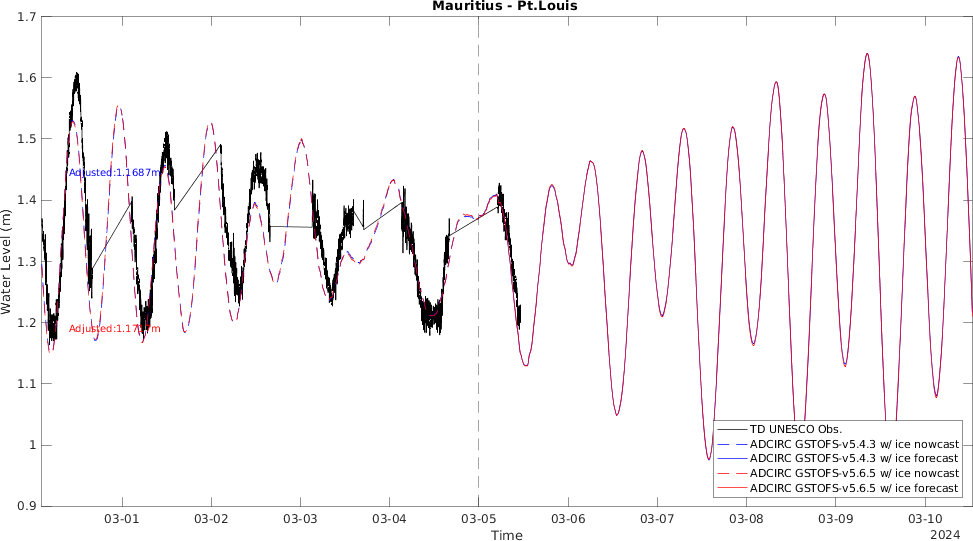 Mauritius - Pt.Louis
1.7
1.6
1.5
1.4
1.3
1.2
1.1
1
0.9
Water Level (m)
Adjusted:1.1687m
TD UNESCO Obs.
ADCIRC GSTOFS-v5.4.3 w/ ice nowcast
ADCIRC GSTOFS-v5.4.3 w/ ice forecast
ADCIRC GSTOFS-v5.6.5 w/ ice nowcast
ADCIRC GSTOFS-v5.6.5 w/ ice forecast
03-01 03-02 03-03 03-04 03-05 03-06 03-07 03-08 03-09 03-10
Time
2024